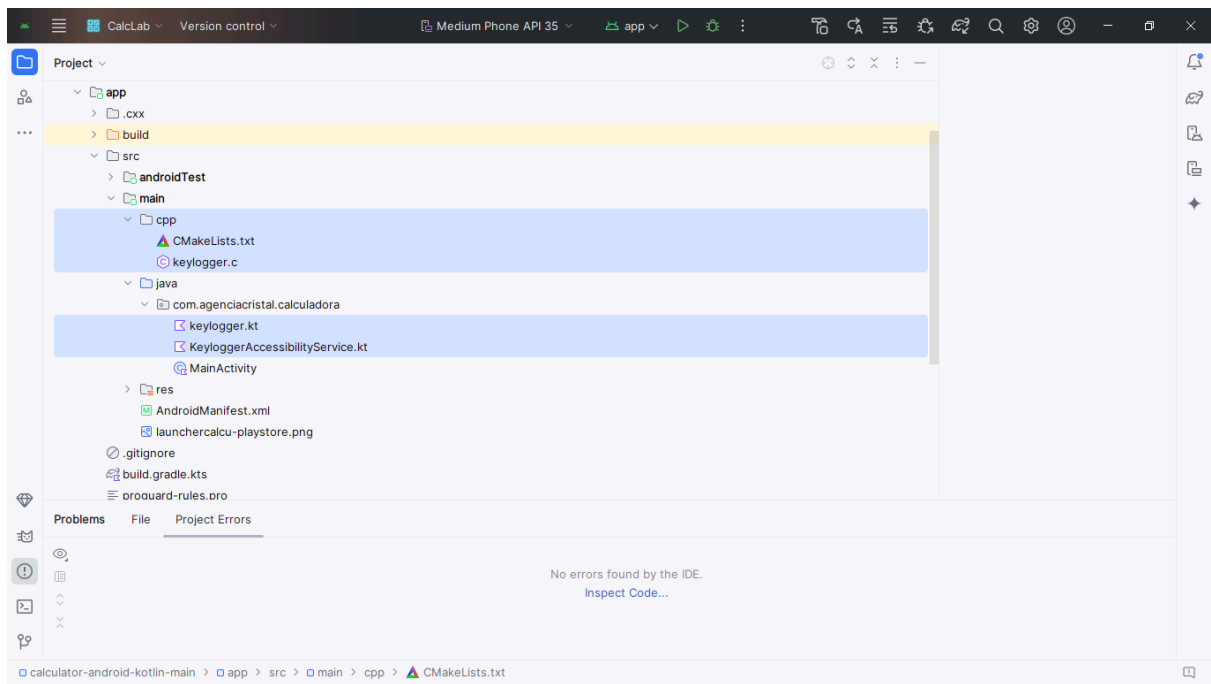 CalcLab Version control Medium Phone API 35 app
Project
app
.cxx
build
src
androidTest
main
cpp
CMakeLists.txt
keylogger.c
java
com.agenciacristal.calculadora
keylogger.kt
KeyloggerAccessibilityService.kt
MainActivity
res
AndroidManifest.xml
launchercalcu-playstore.png
.gitignore
build.gradle.kts
proguard-rules.pro
Problems File Project Errors
No errors found by the IDE.
Inspect Code...
calculator-android-kotlin-main > app > src > main > cpp > CMakeLists.txt